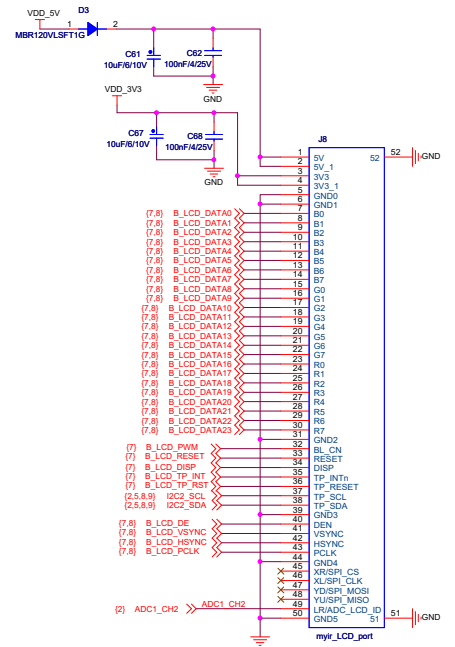 VDD_5V
D3
1
2
MBR120VLSFT1G
C61
10uF/6/10V
C62
100nF/4/25V
GND
VDD_3V3
C67
10uF/6/10V
C68
100nF/4/25V
GND
J8
1 5V 52 52 GND
2 5V_1
3 3V3
4 3V3_1
5 GND0
6 GND1
{7,8} B_LCD_DATA0 7 B0
{7,8} B_LCD_DATA1 8 B1
{7,8} B_LCD_DATA2 9 B2
{7,8} B_LCD_DATA3 10 B3
{7,8} B_LCD_DATA4 11 B4
{7,8} B_LCD_DATA5 12 B5
{7,8} B_LCD_DATA6 13 B6
{7,8} B_LCD_DATA7 14 B7
{7,8} B_LCD_DATA8 15 G0
{7,8} B_LCD_DATA9 16 G1
{7,8} B_LCD_DATA10 17 G2
{7,8} B_LCD_DATA11 18 G3
{7,8} B_LCD_DATA12 19 G4
{7,8} B_LCD_DATA13 20 G5
{7,8} B_LCD_DATA14 21 G6
{7,8} B_LCD_DATA15 22 G7
{7,8} B_LCD_DATA16 23 R0
{7,8} B_LCD_DATA17 24 R1
{7,8} B_LCD_DATA18 25 R2
{7,8} B_LCD_DATA19 26 R3
{7,8} B_LCD_DATA20 27 R4
{7,8} B_LCD_DATA21 28 R5
{7,8} B_LCD_DATA22 29 R6
{7,8} B_LCD_DATA23 30 R7
31 GND2
{7} B_LCD_PWM 32 BL_CN
{7} B_LCD_RESET 33 RESET
{7} B_LCD_DISP 34 DISP
{7} B_LCD_TP_INT 35 TP_INTn
{7} B_LCD_TP_RST 36 TP_RESET
{2,5,8,9} I2C2_SCL 37 TP_SCL
{2,5,8,9} I2C2_SDA 38 TP_SDA
39 GND3
{7,8} B_LCD_DE 40 DEN
{7,8} B_LCD_VSYNC 41 VSYNC
{7,8} B_LCD_HSYNC 42 HSYNC
{7,8} B_LCD_PCLK 43 PCLK
44 GND4
45 XR/SPI_CS
46 XL/SPI_CLK
47 YD/SPI_MOSI
48 YU/SPI_MISO
{2} ADC1_CH2 ADC1_CH2 49 LR/ADC_LCD_ID
50 GND5 51 51 GND
myir_LCD_port